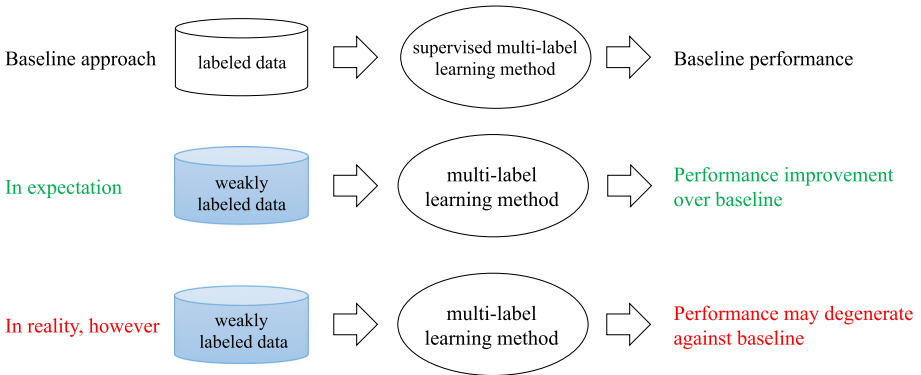 Baseline approach
labeled data
supervised multi-label
learning method
Baseline performance
In expectation
weakly
labeled data
multi-label
learning method
Performance improvement
over baseline
In reality, however
weakly
labeled data
multi-label
learning method
Performance may degenerate
against baseline